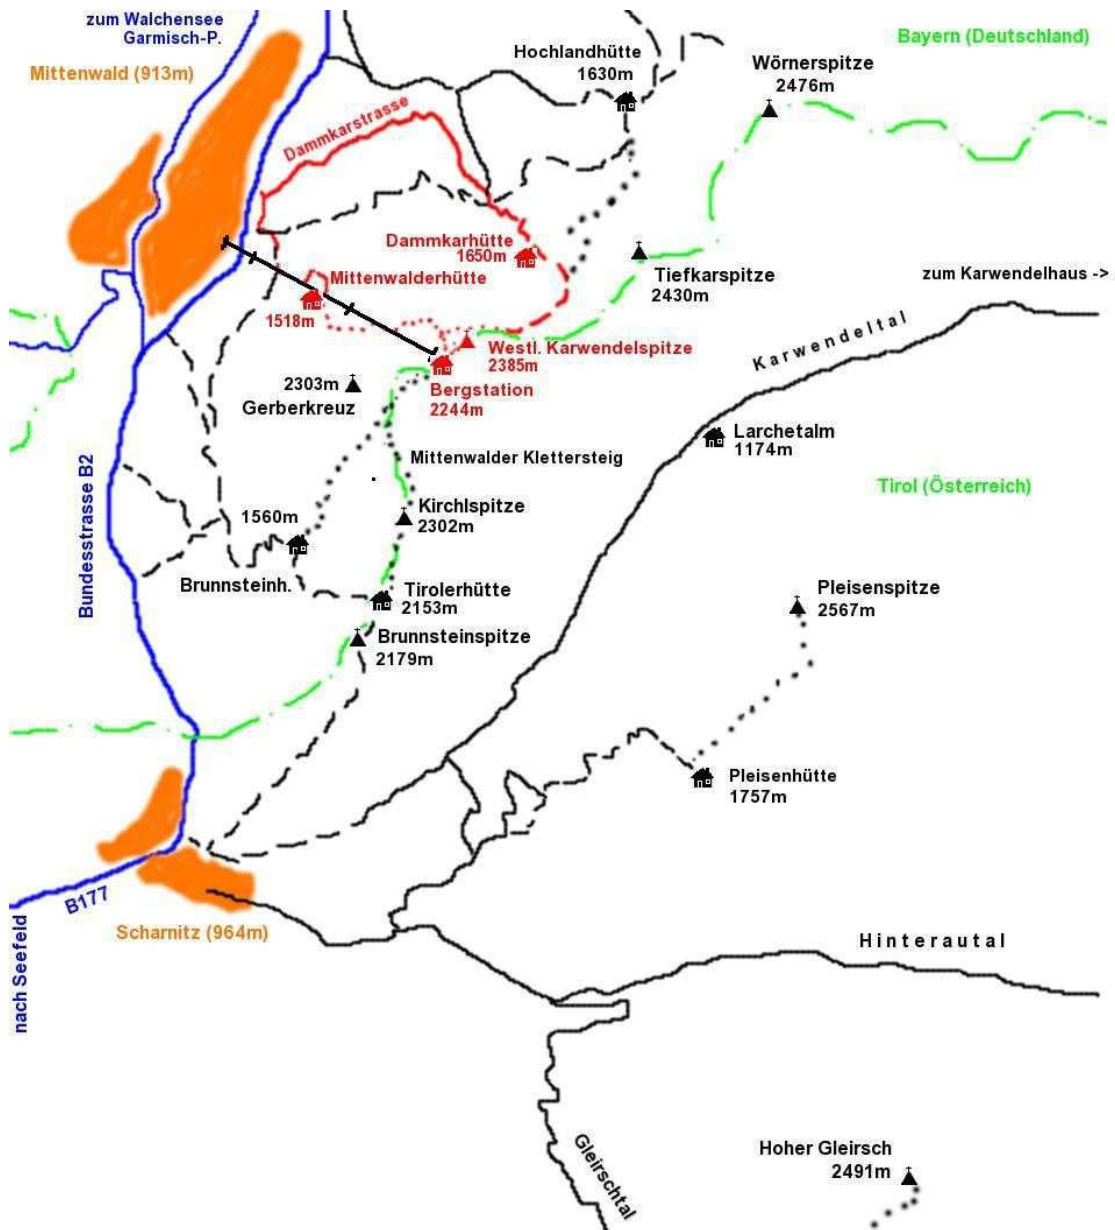 zum Walchensee
Garmisch-P.
Mittenwald (913m)
Hochlandhütte
1630m
Wörnerspitze
2476m
Bayern (Deutschland)
Dammkarstrasse
Dammkarhütte
1650m
Mittenwalderhütte
1518m
Tiefkarspitze
2430m
zum Karwendelhaus ->
Karwendeltal
Westl. Karwendelspitze
2385m
Bergstation
2244m
2303m
Gerberkreuz
Larchetalm
1174m
Mittenwalder Klettersteig
Tirol (Österreich)
Bundesstrasse B2
Kirchlspitze
2302m
1560m
Brunnsteinh.
Tirolerhütte
2153m
Pleisenspitze
2567m
Brunnsteinspitze
2179m
Pleisenhütte
1757m
B177
nach Seefeld
Scharnitz (964m)
Hinterautal
Gleirschtal
Hoher Gleirsch
2491m